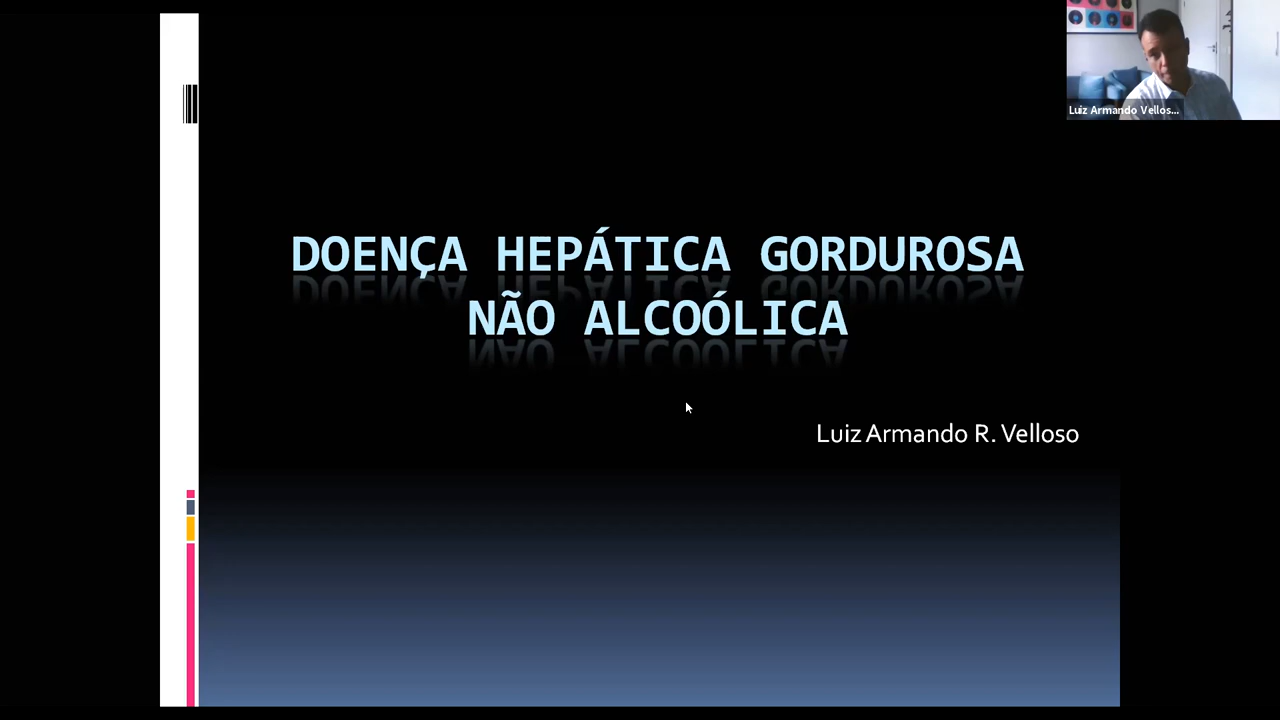 DOENÇA HEPÁTICA GORDUROSA
NÃO ALCOÓLICA
Luiz Armando R. Velloso
Luiz Armando Vellos...